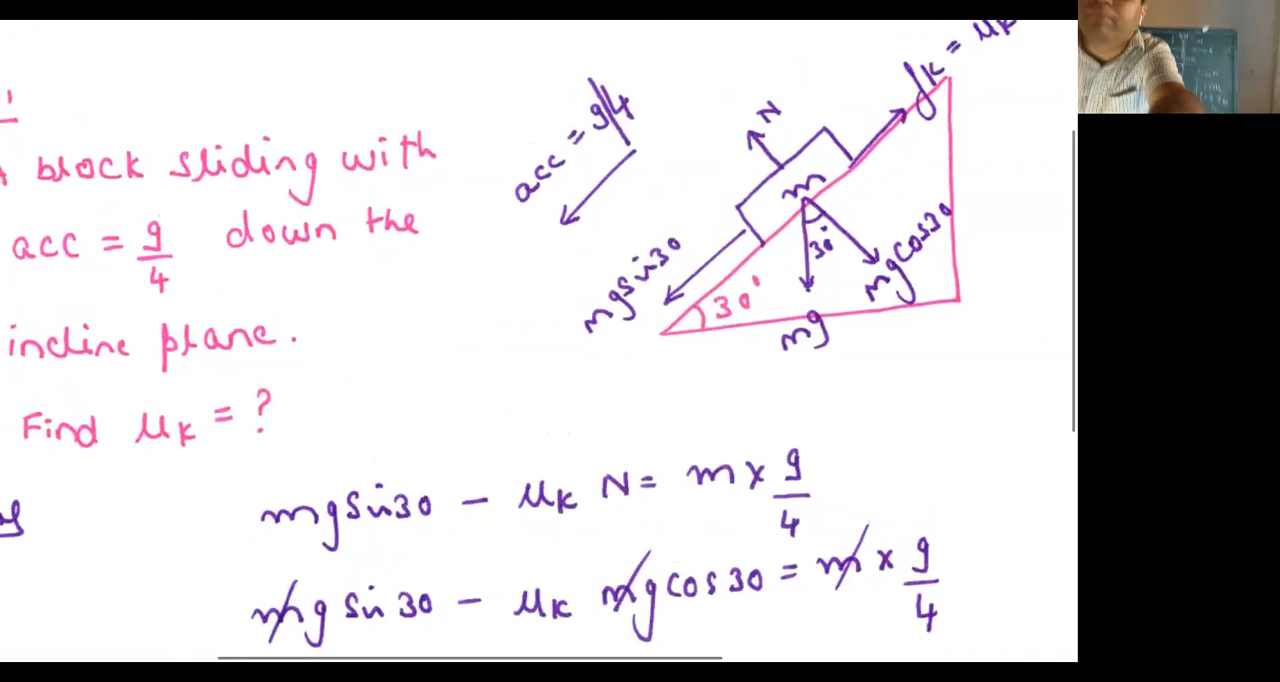 block sliding with
acc = g/4 down the
incline plane.
Find μK = ?
acc = g/4
N
fK = μK
m
mgsin30
30°
30°
mgcos30
mg
mgsin30 - μK N = m x g/4
mg sin 30 - μK mg cos 30 = m x g/4